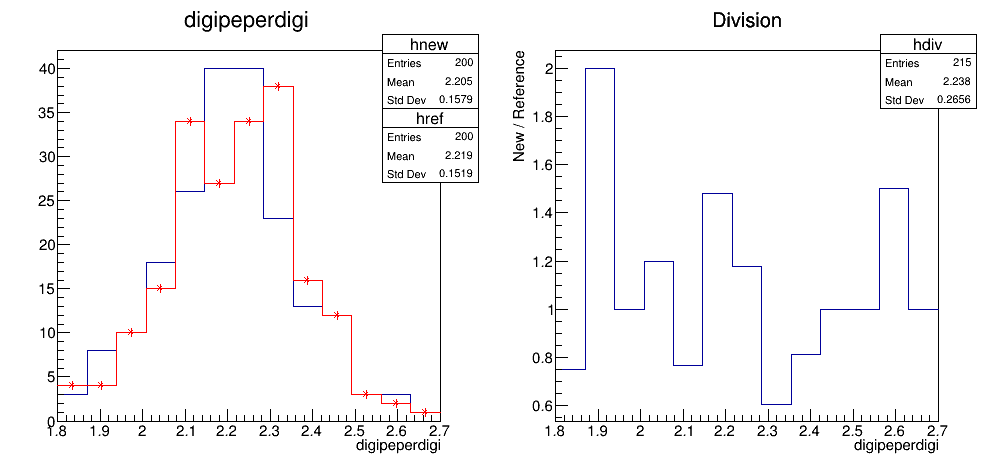 digipeperdigi
hnew
Entries 200
Mean 2.205
Std Dev 0.1579
href
Entries 200
Mean 2.219
Std Dev 0.1519
40
35
30
25
20
15
10
5
0
1.8 1.9 2 2.1 2.2 2.3 2.4 2.5 2.6 2.7
digipeperdigi
Division
hdiv
Entries 215
Mean 2.238
Std Dev 0.2656
New / Reference
2
1.8
1.6
1.4
1.2
1
0.8
0.6
1.8 1.9 2 2.1 2.2 2.3 2.4 2.5 2.6 2.7
digipeperdigi